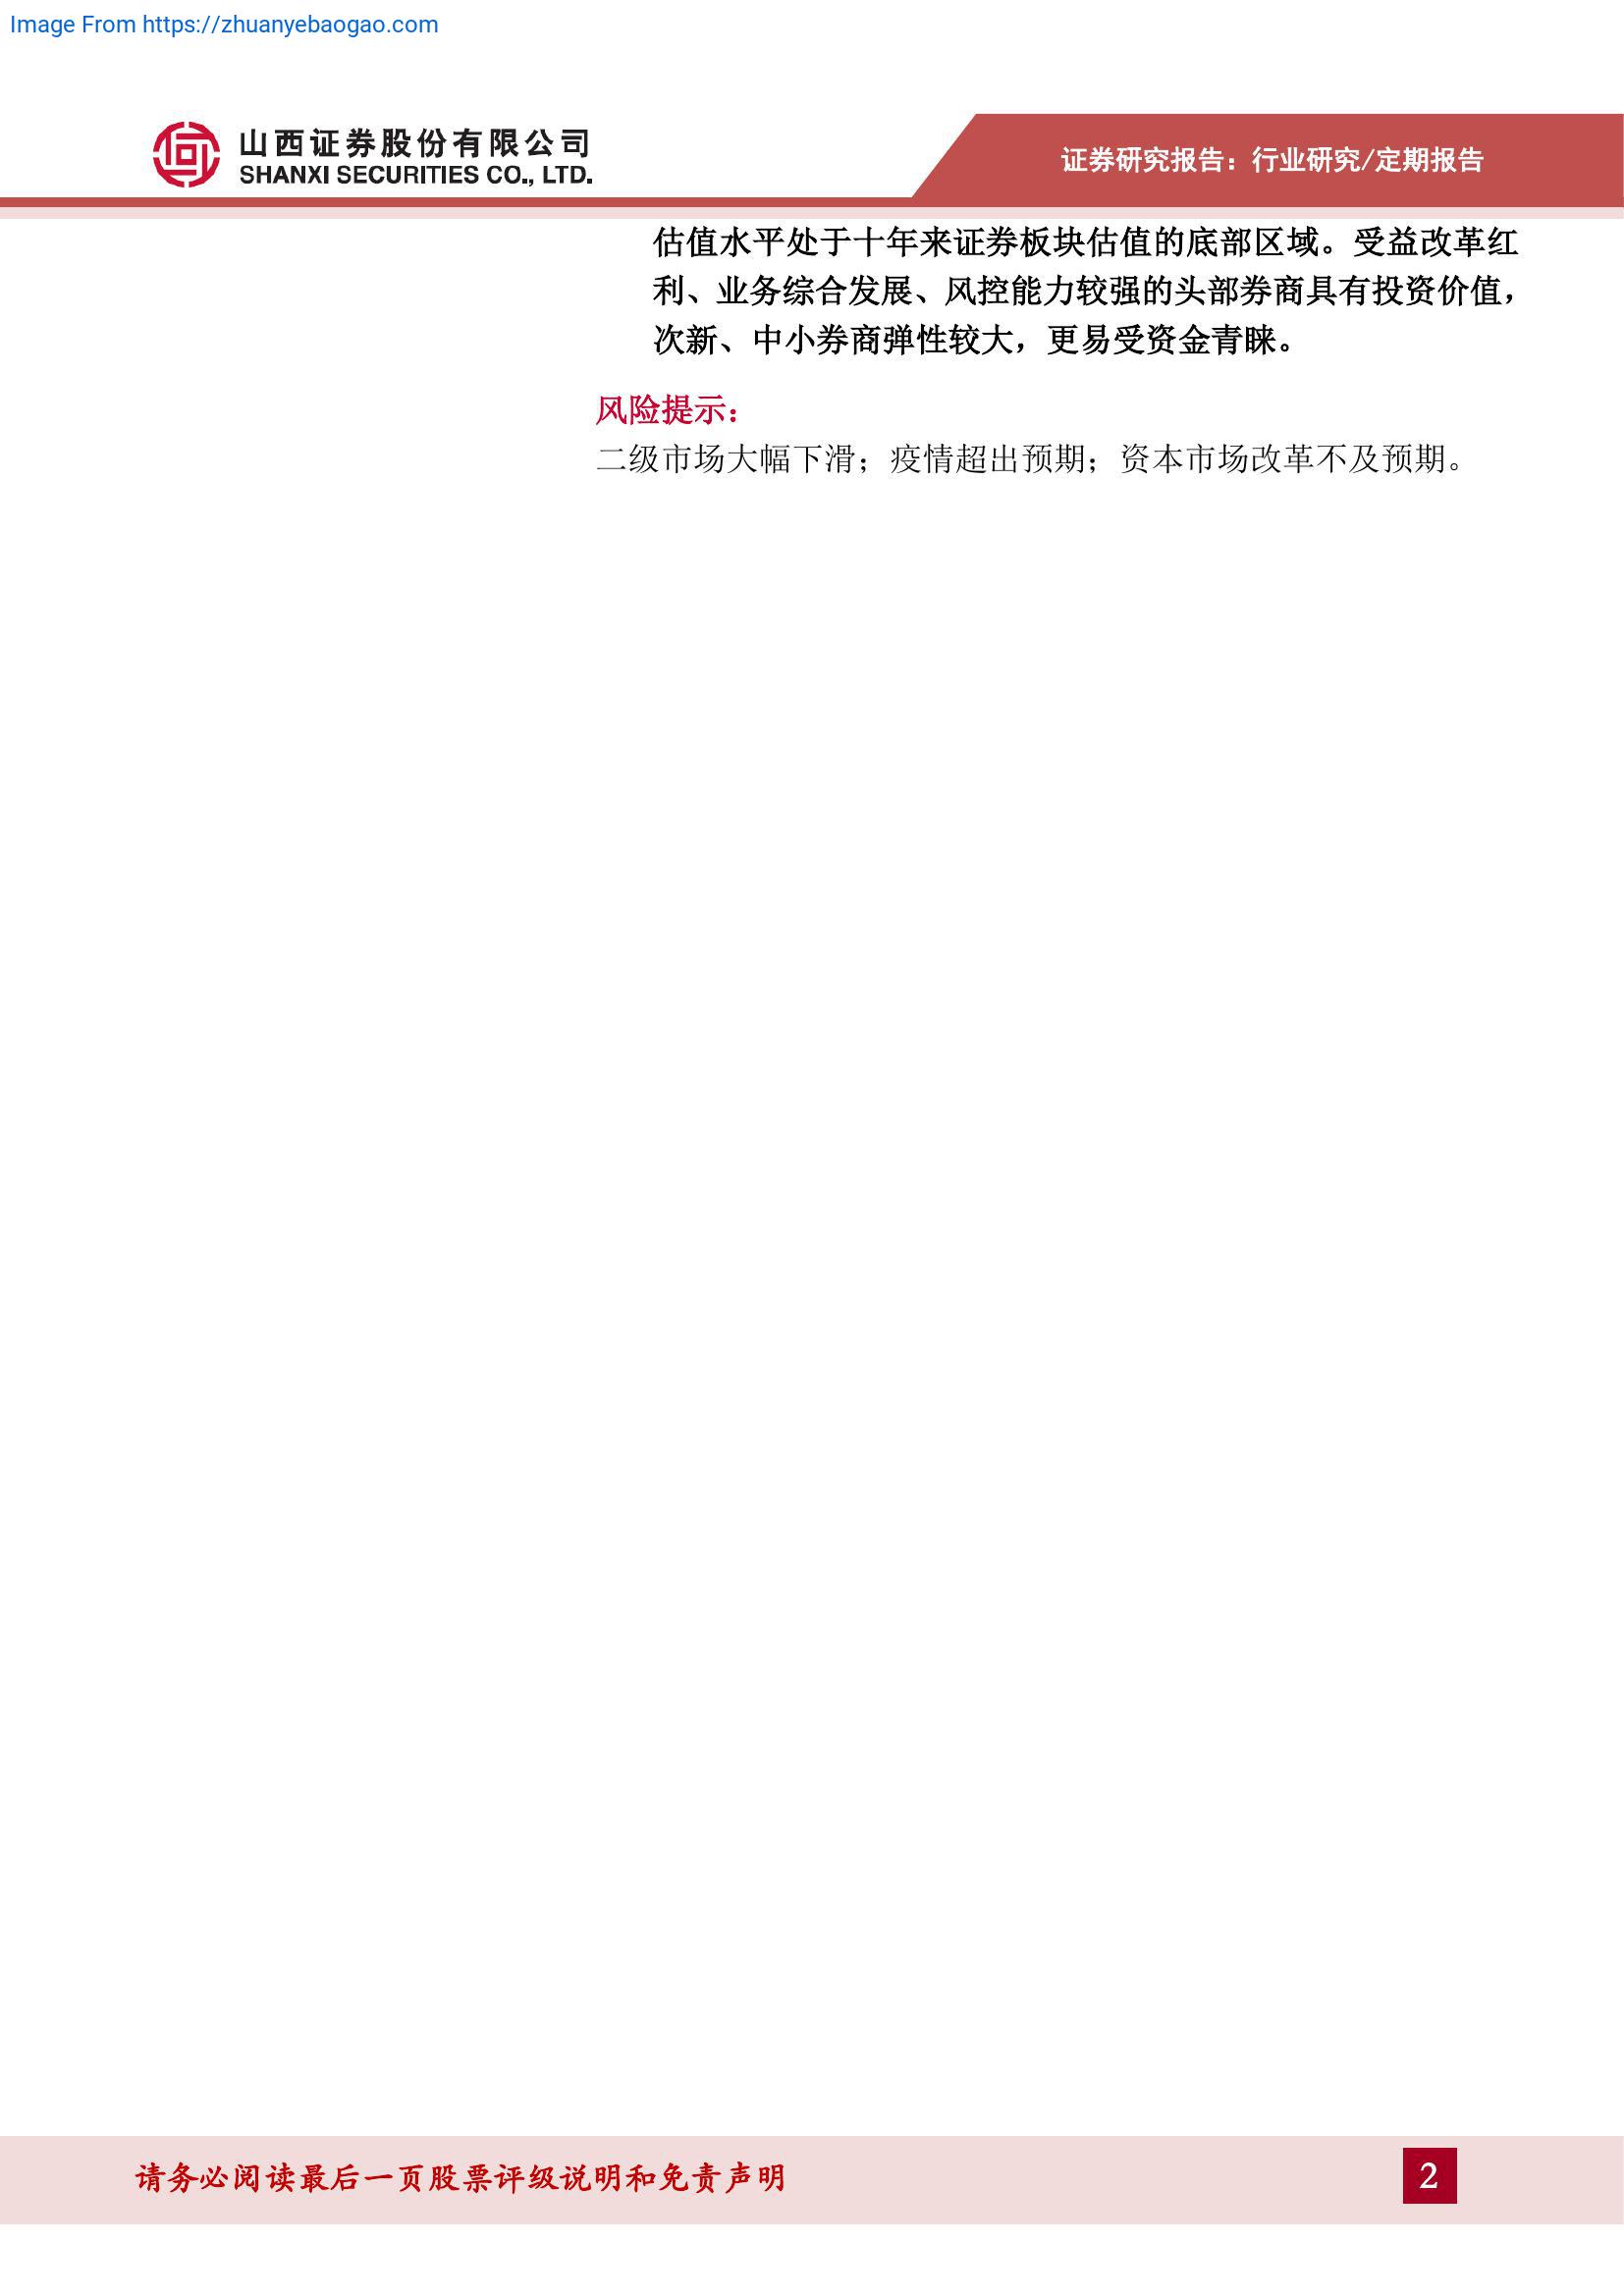 Image From https://zhuanyebaogao.com
山西证券股份有限公司
SHANXI SECURITIES CO., LTD.
证券研究报告：行业研究/定期报告
估值水平处于十年来证券板块估值的底部区域。受益改革红
利、业务综合发展、风控能力较强的头部券商具有投资价值，
次新、中小券商弹性较大，更易受资金青睐。
风险提示：
二级市场大幅下滑；疫情超出预期；资本市场改革不及预期。
请务必阅读最后一页股票评级说明和免责声明
2